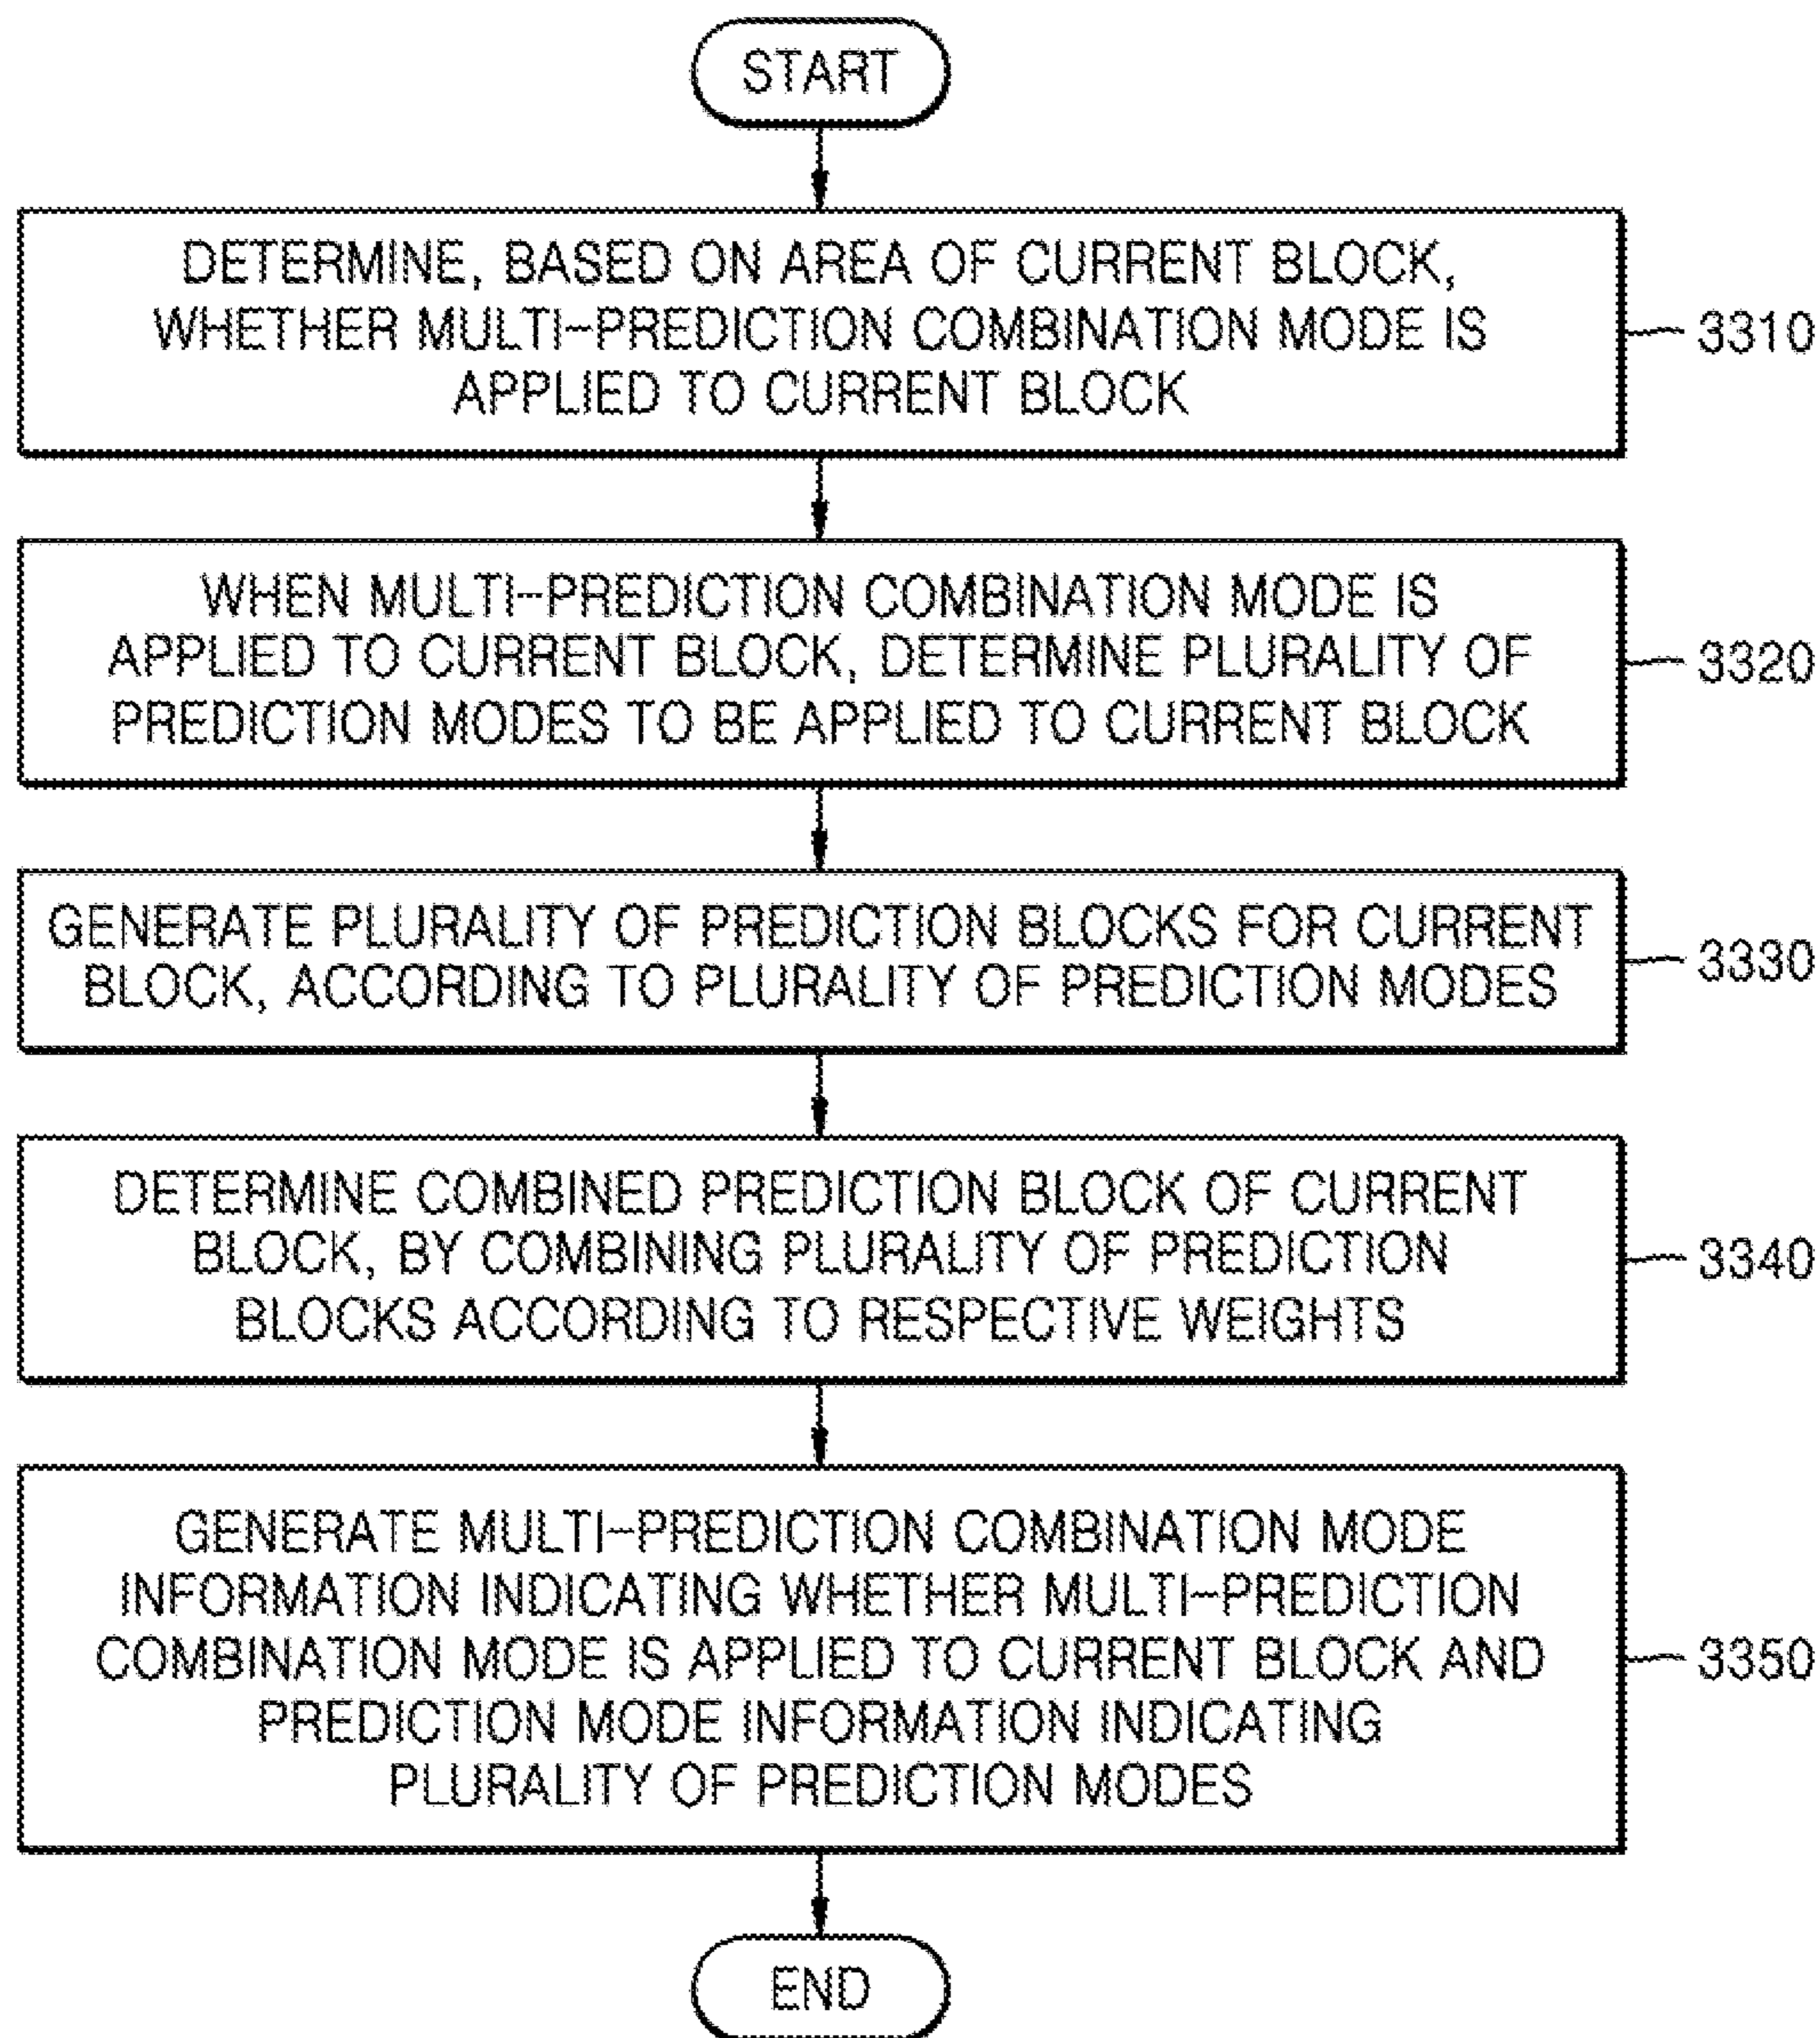 START
DETERMINE, BASED ON AREA OF CURRENT BLOCK,
WHETHER MULTI-PREDICTION COMBINATION MODE IS
APPLIED TO CURRENT BLOCK
3310
WHEN MULTI-PREDICTION COMBINATION MODE IS
APPLIED TO CURRENT BLOCK, DETERMINE PLURALITY OF
PREDICTION MODES TO BE APPLIED TO CURRENT BLOCK
3320
GENERATE PLURALITY OF PREDICTION BLOCKS FOR CURRENT
BLOCK, ACCORDING TO PLURALITY OF PREDICTION MODES
3330
DETERMINE COMBINED PREDICTION BLOCK OF CURRENT
BLOCK, BY COMBINING PLURALITY OF PREDICTION
BLOCKS ACCORDING TO RESPECTIVE WEIGHTS
3340
GENERATE MULTI-PREDICTION COMBINATION MODE
INFORMATION INDICATING WHETHER MULTI-PREDICTION
COMBINATION MODE IS APPLIED TO CURRENT BLOCK AND
PREDICTION MODE INFORMATION INDICATING
PLURALITY OF PREDICTION MODES
3350
END